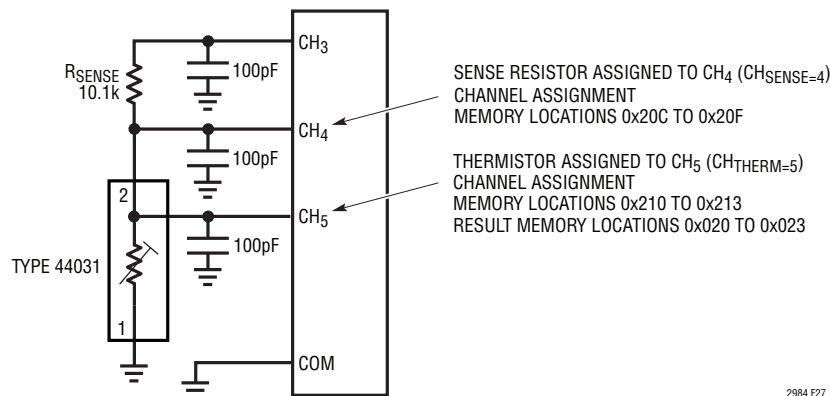 CH3
RSENSE
10.1k
100pF
SENSE RESISTOR ASSIGNED TO CH4 (CHSENSE=4)
CHANNEL ASSIGNMENT
MEMORY LOCATIONS 0x20C TO 0x20F
CH4
100pF
THERMISTOR ASSIGNED TO CH5 (CHTHERM=5)
CHANNEL ASSIGNMENT
MEMORY LOCATIONS 0x210 TO 0x213
RESULT MEMORY LOCATIONS 0x020 TO 0x023
2
CH5
100pF
TYPE 44031
1
COM
2984 F27